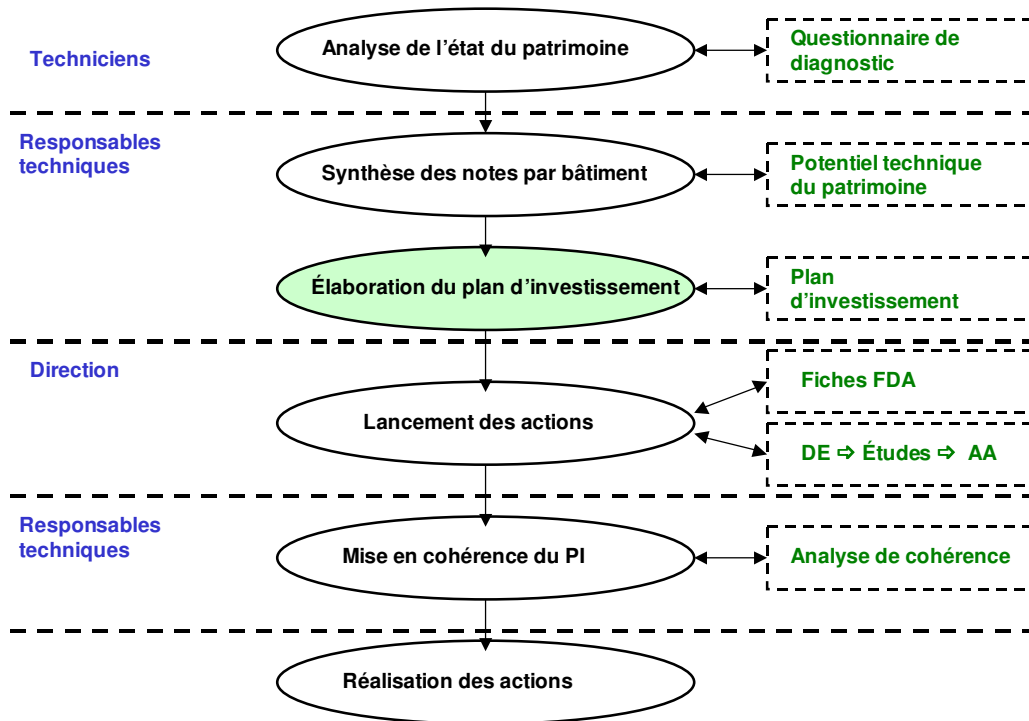 Techniciens
Analyse de l’état du patrimoine
Questionnaire de
diagnostic
Responsables
techniques
Synthèse des notes par bâtiment
Potentiel technique
du patrimoine
Élaboration du plan d’investissement
Plan
d’investissement
Direction
Lancement des actions
Fiches FDA
DE ⇨ Études ⇨ AA
Responsables
techniques
Mise en cohérence du PI
Analyse de cohérence
Réalisation des actions